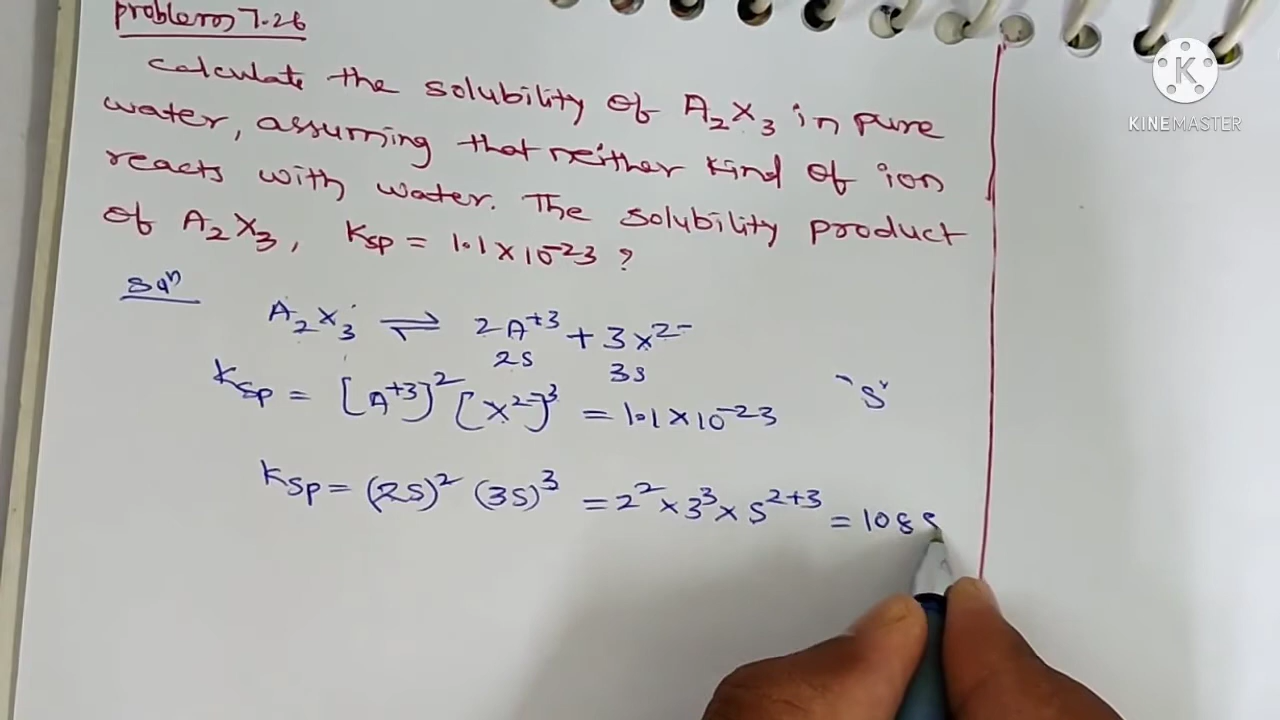 problem 7.26
calculate the solubility of A₂X₃ in pure
water, assuming that neither kind of ion
reacts with water. The solubility product
of A₂X₃, Ksp = 1.1 × 10⁻²³ ?
Solⁿ
A₂X₃ ⇌ 2A⁺³ + 3X²⁻
2S 3S
Ksp = [A⁺³]² [X²⁻]³ = 1.1 × 10⁻²³
"S"
Ksp = (2S)² (3S)³ = 2² × 3³ × S²⁺³ = 108 S
K
KINEMASTER